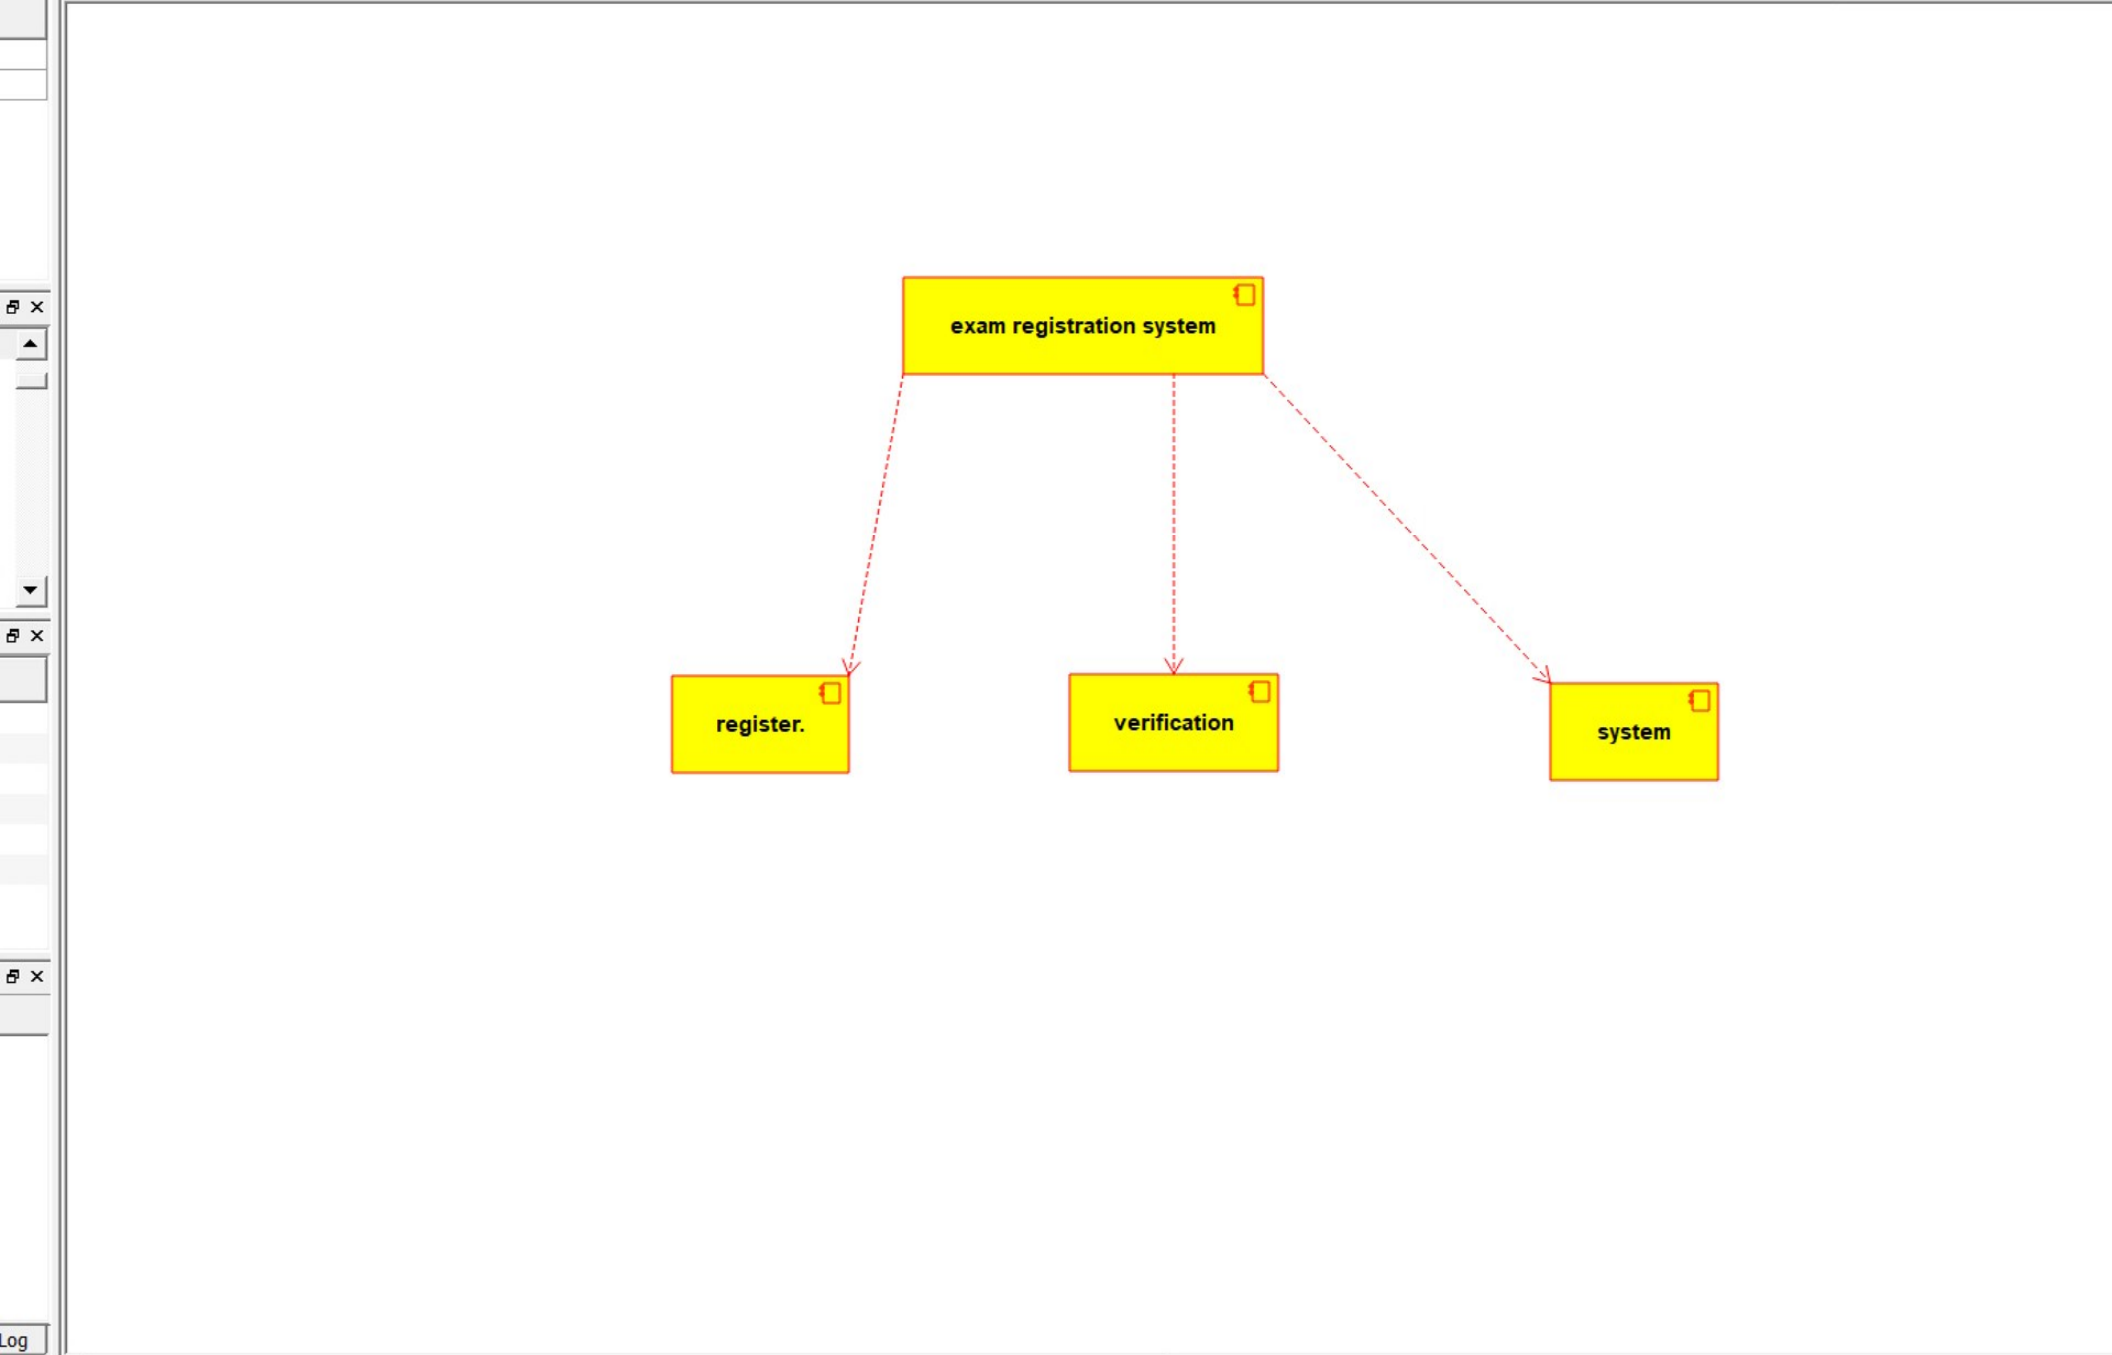 exam registration system
register.
verification
system
Log